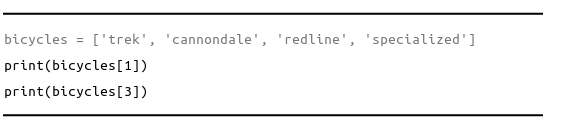 bicycles = ['trek', 'cannondale', 'redline', 'specialized']
print(bicycles[1])
print(bicycles[3])